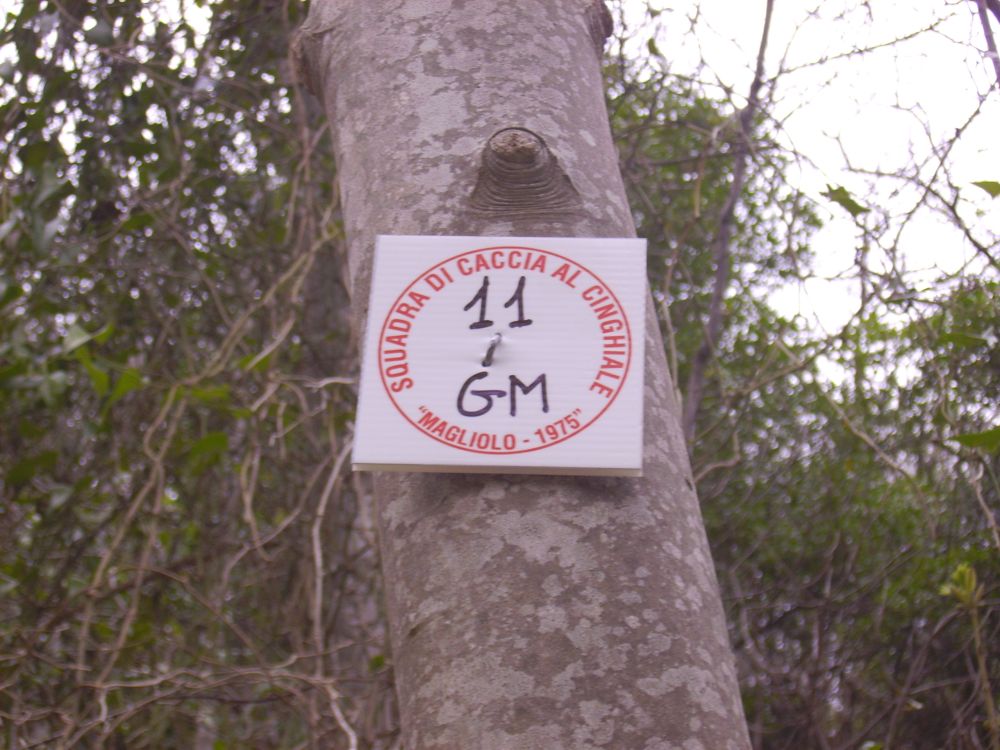 SQUADRA DI CACCIA AL CINGHIALE
11
GM
"MAGLIOLO - 1975"